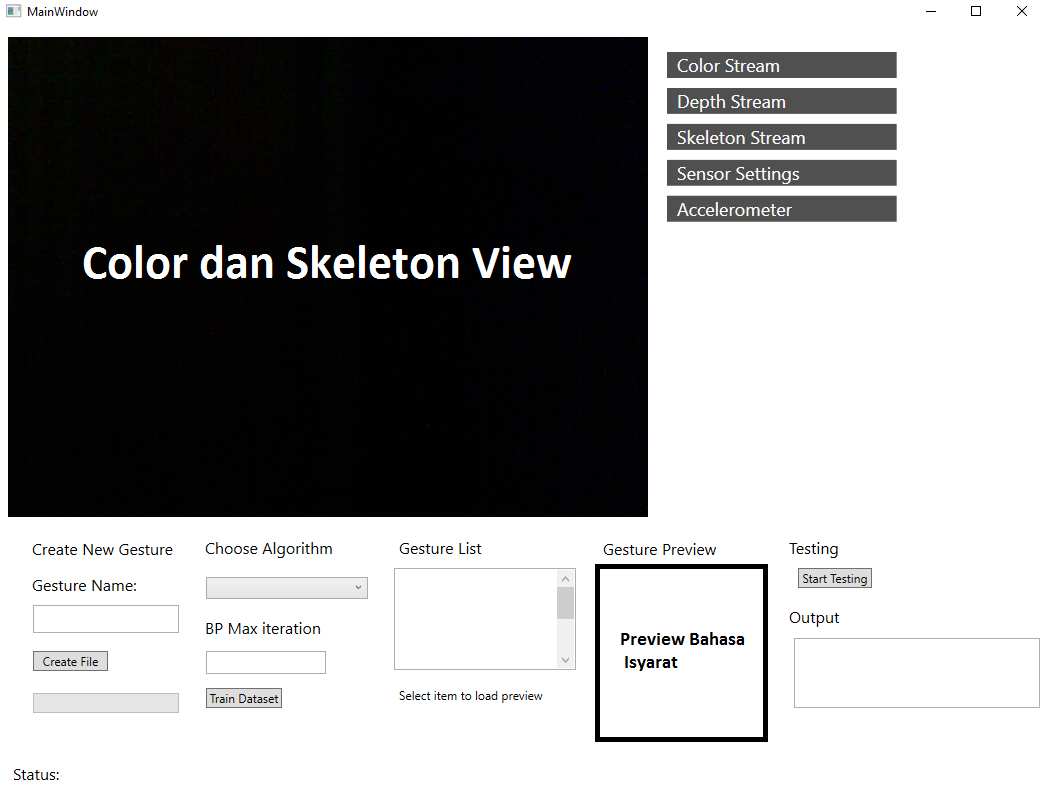 MainWindow
Color Stream
Depth Stream
Skeleton Stream
Sensor Settings
Accelerometer
Color dan Skeleton View
Create New Gesture
Gesture Name:
Create File
Choose Algorithm
BP Max iteration
Train Dataset
Gesture List
Select item to load preview
Gesture Preview
Preview Bahasa
Isyarat
Testing
Start Testing
Output
Status: